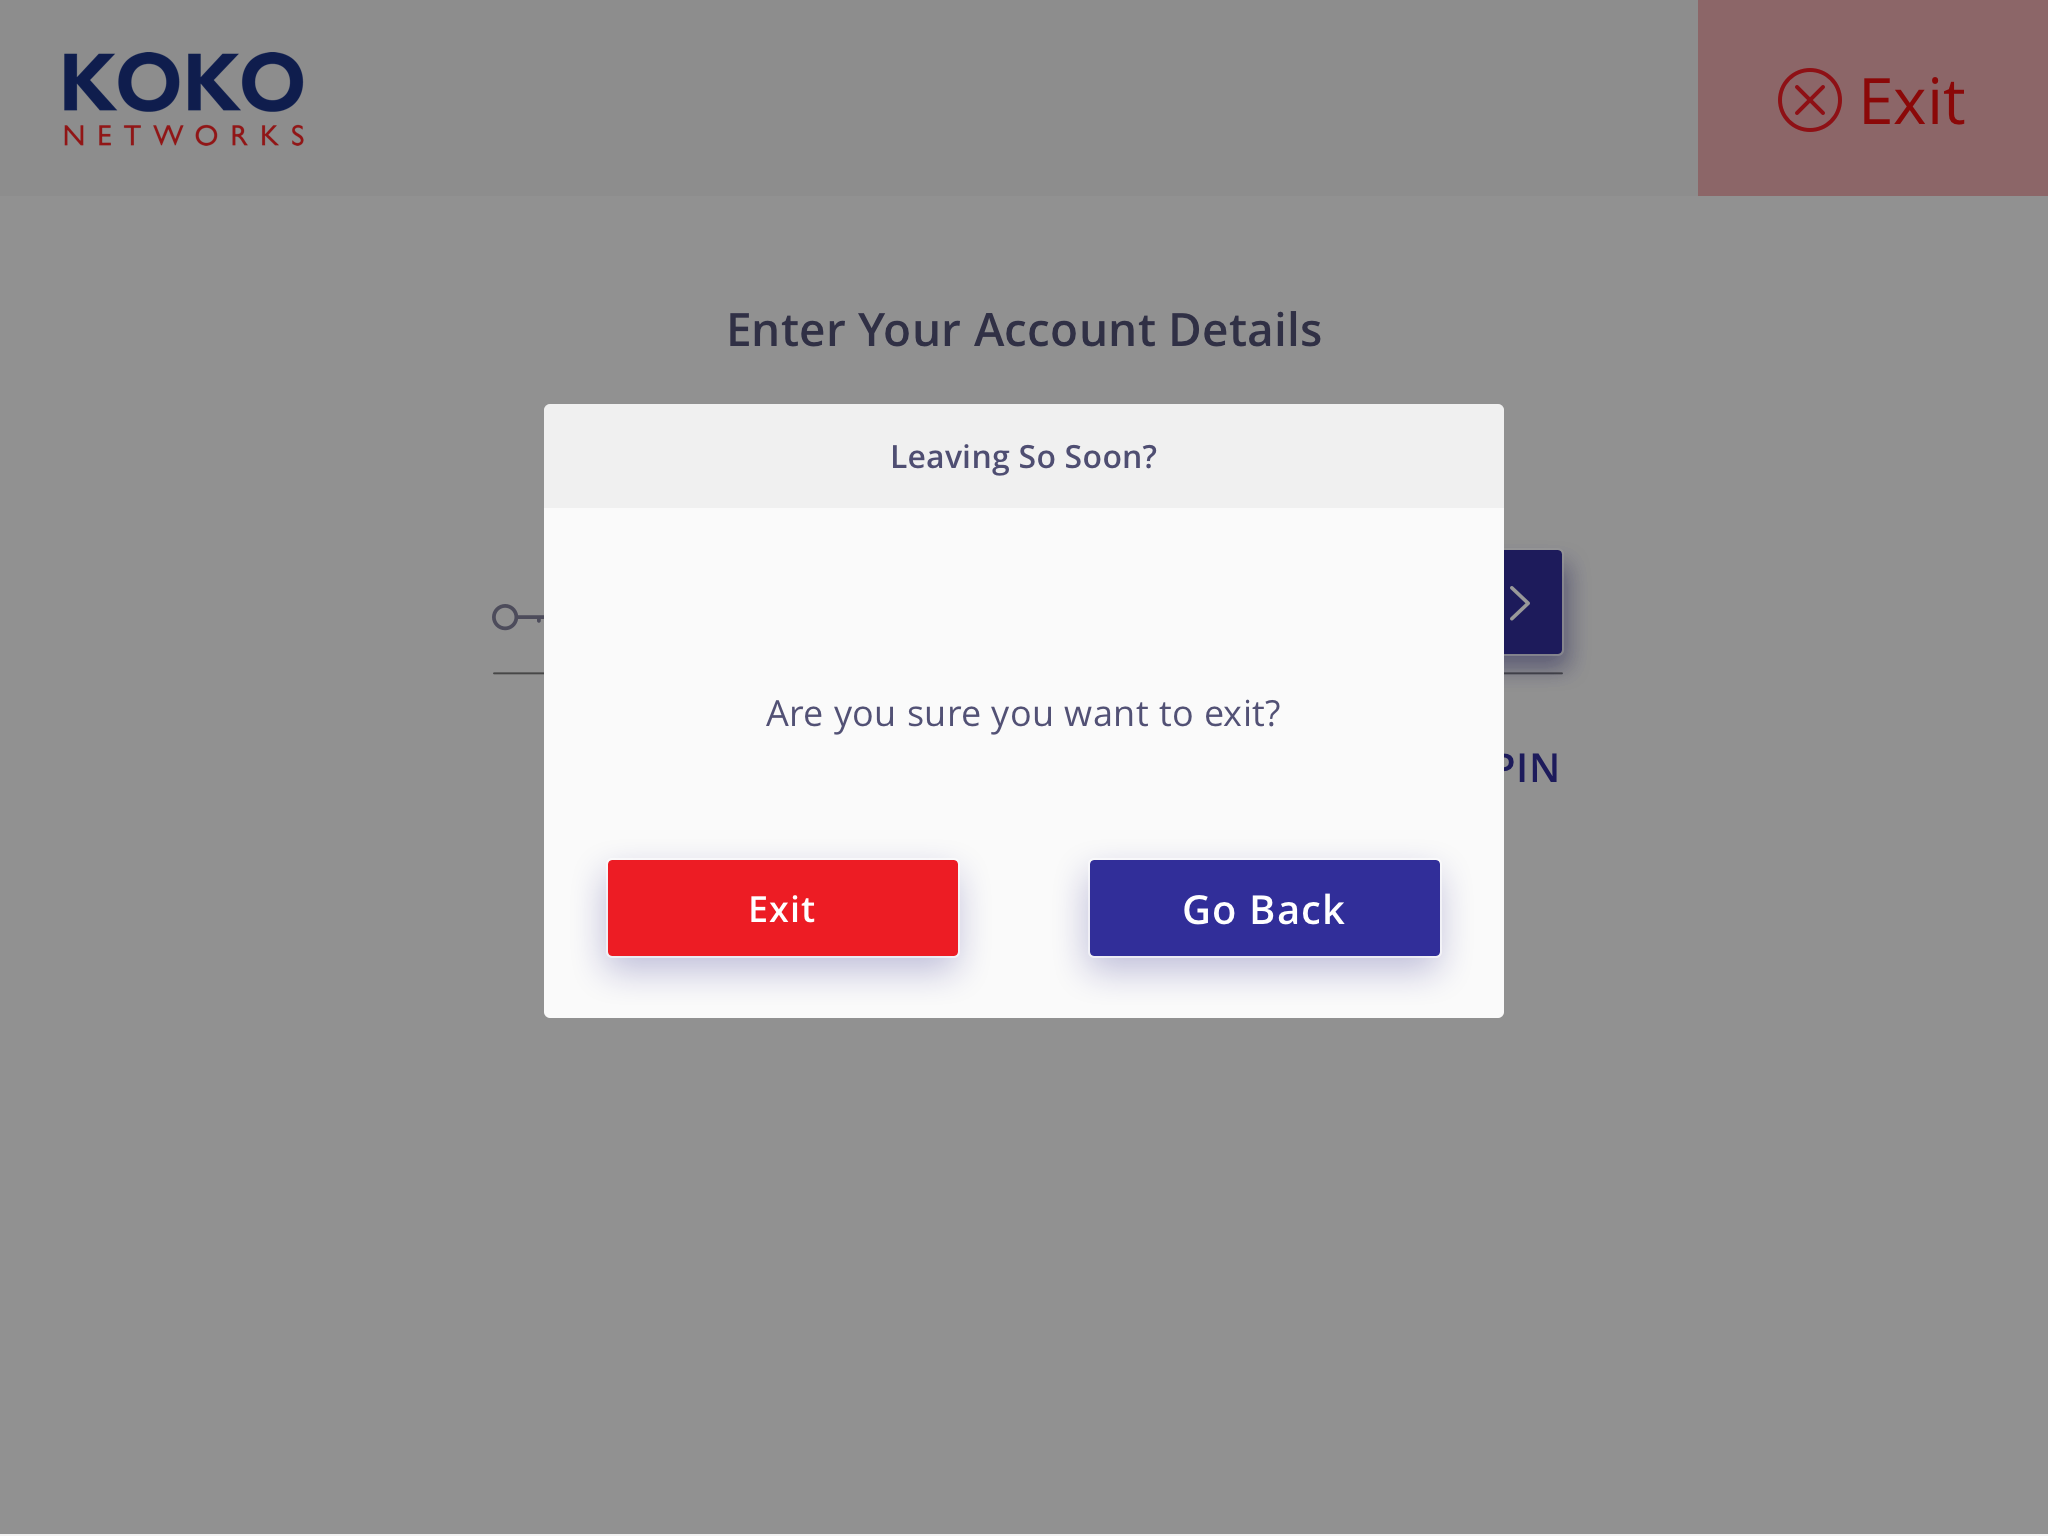 KOKO
NETWORKS
Exit
Enter Your Account Details
Leaving So Soon?
Are you sure you want to exit?
PIN
Exit
Go Back